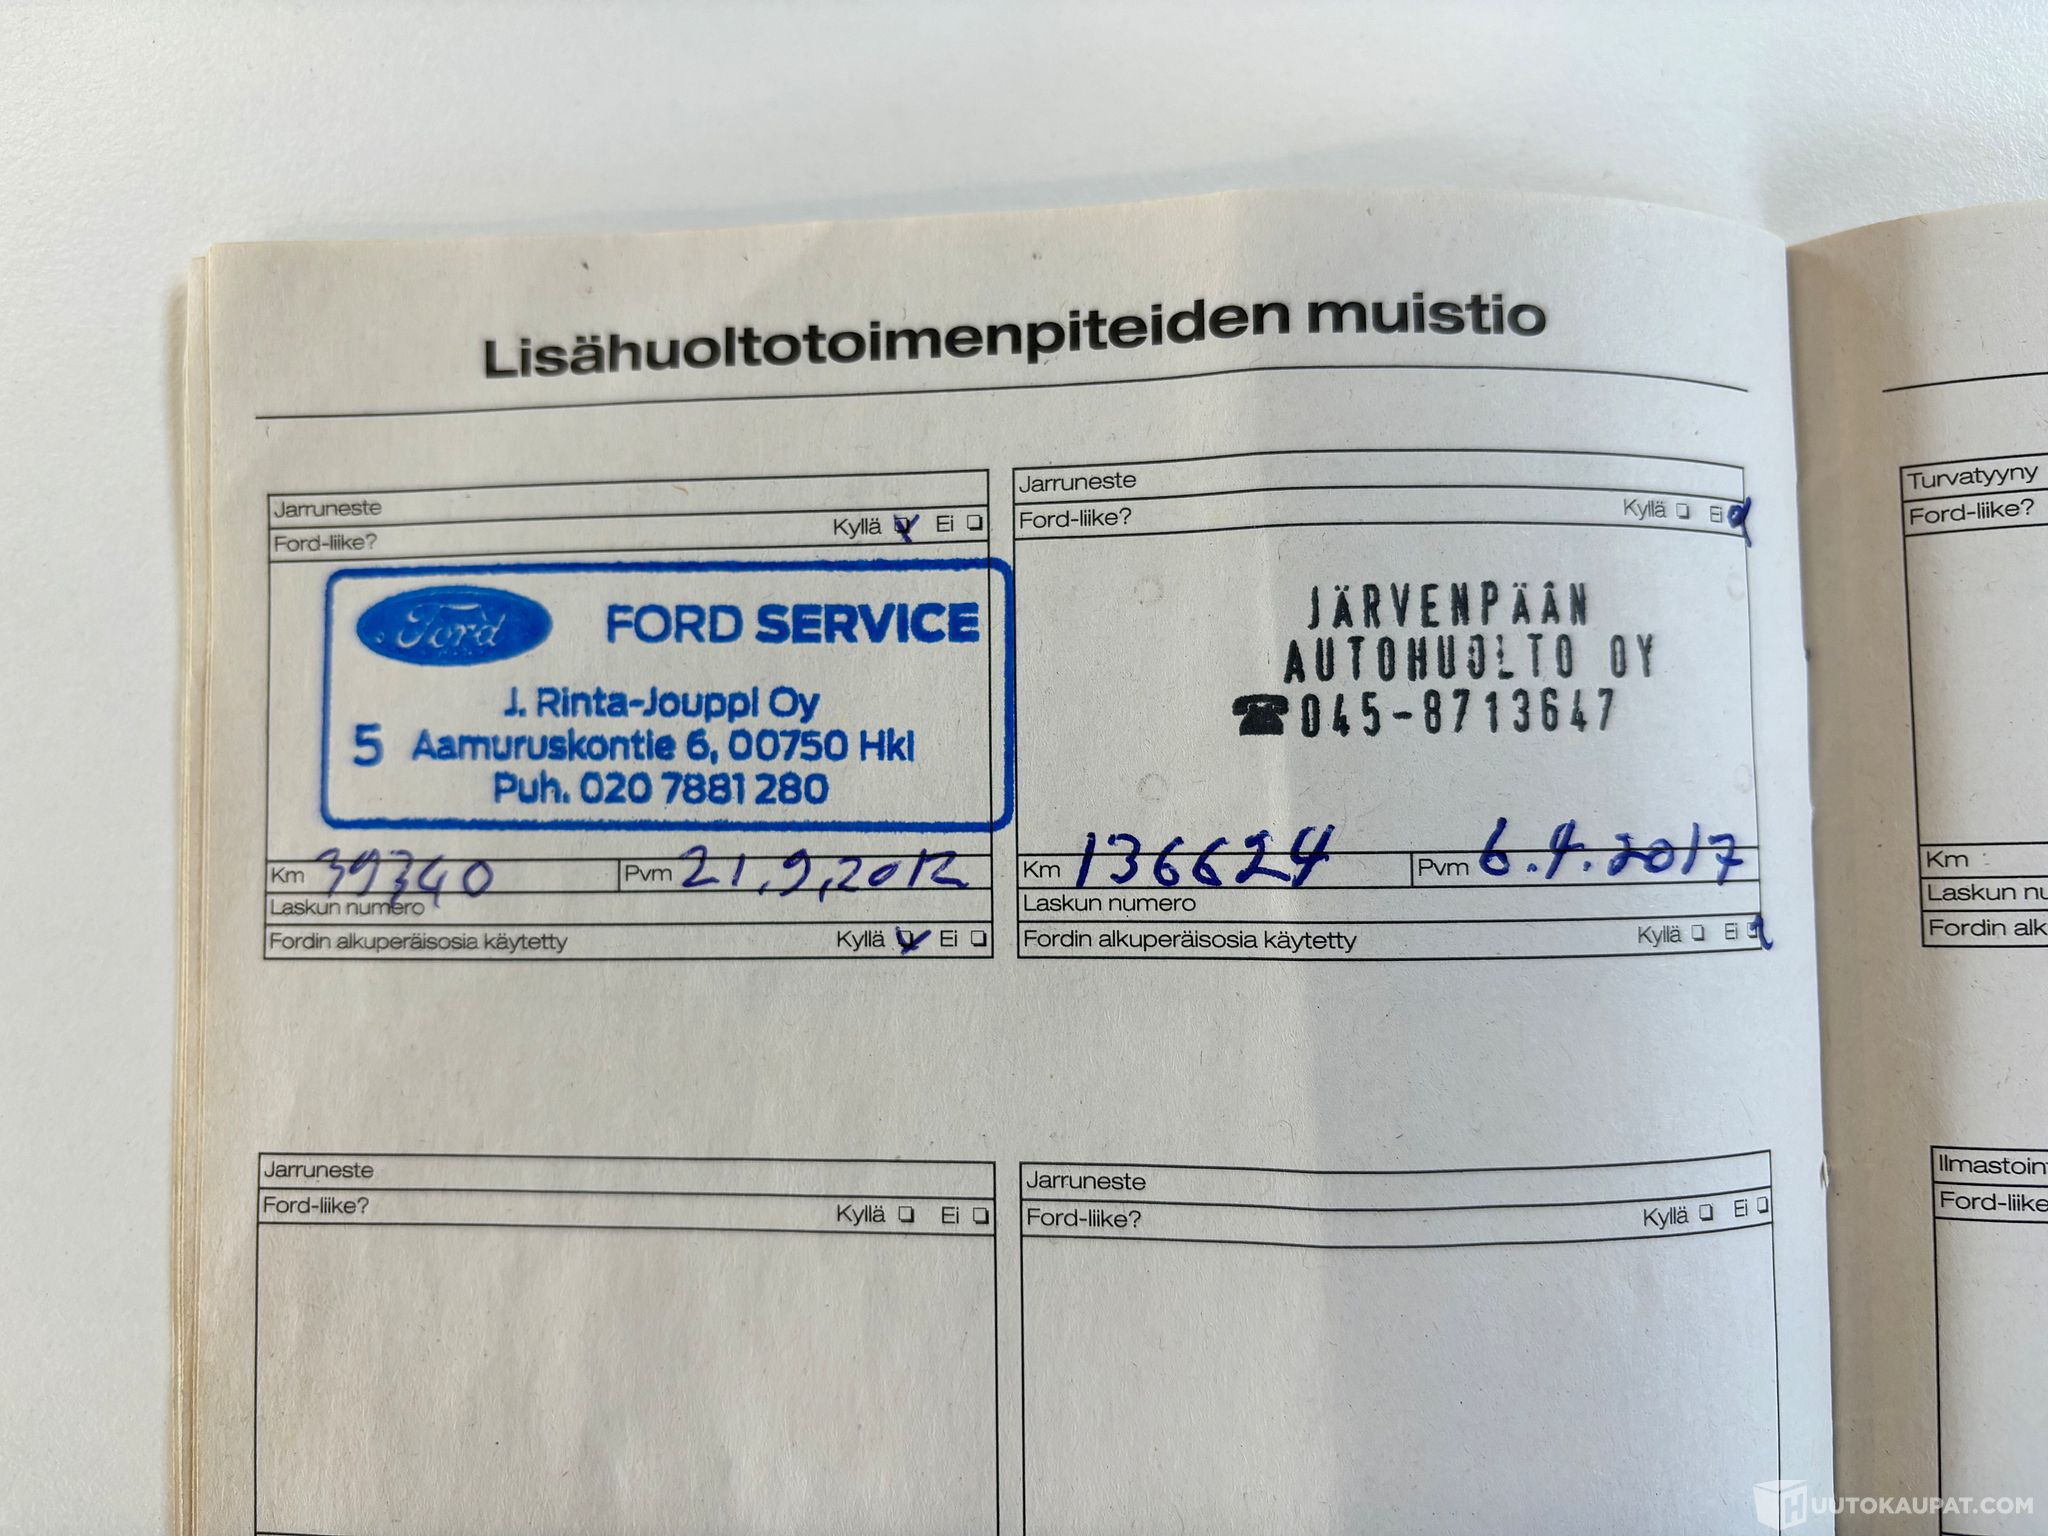 Lisähuoltotoimenpiteiden muistio
Jarruneste
Ford-liike? Kyllä Ei
Ford FORD SERVICE
J. Rinta-Jouppi Oy
5 Aamuruskontie 6, 00750 Hki
Puh. 020 7881 280
Km 39340 Pvm 21.9.2012
Laskun numero
Fordin alkuperäisosia käytetty Kyllä Ei
Jarruneste
Ford-liike? Kyllä Ei
JÄRVENPÄÄN
AUTOHUOLTO OY
☎045-8713647
Km 136624 Pvm 6.4.2017
Laskun numero
Fordin alkuperäisosia käytetty Kyllä Ei
Jarruneste
Ford-liike? Kyllä Ei
Jarruneste
Ford-liike? Kyllä Ei
Turvatyyny
Ford-liike?
Km
Laskun nu
Fordin alk
Ilmastoint
Ford-liike
HUUTOKAUPAT.COM